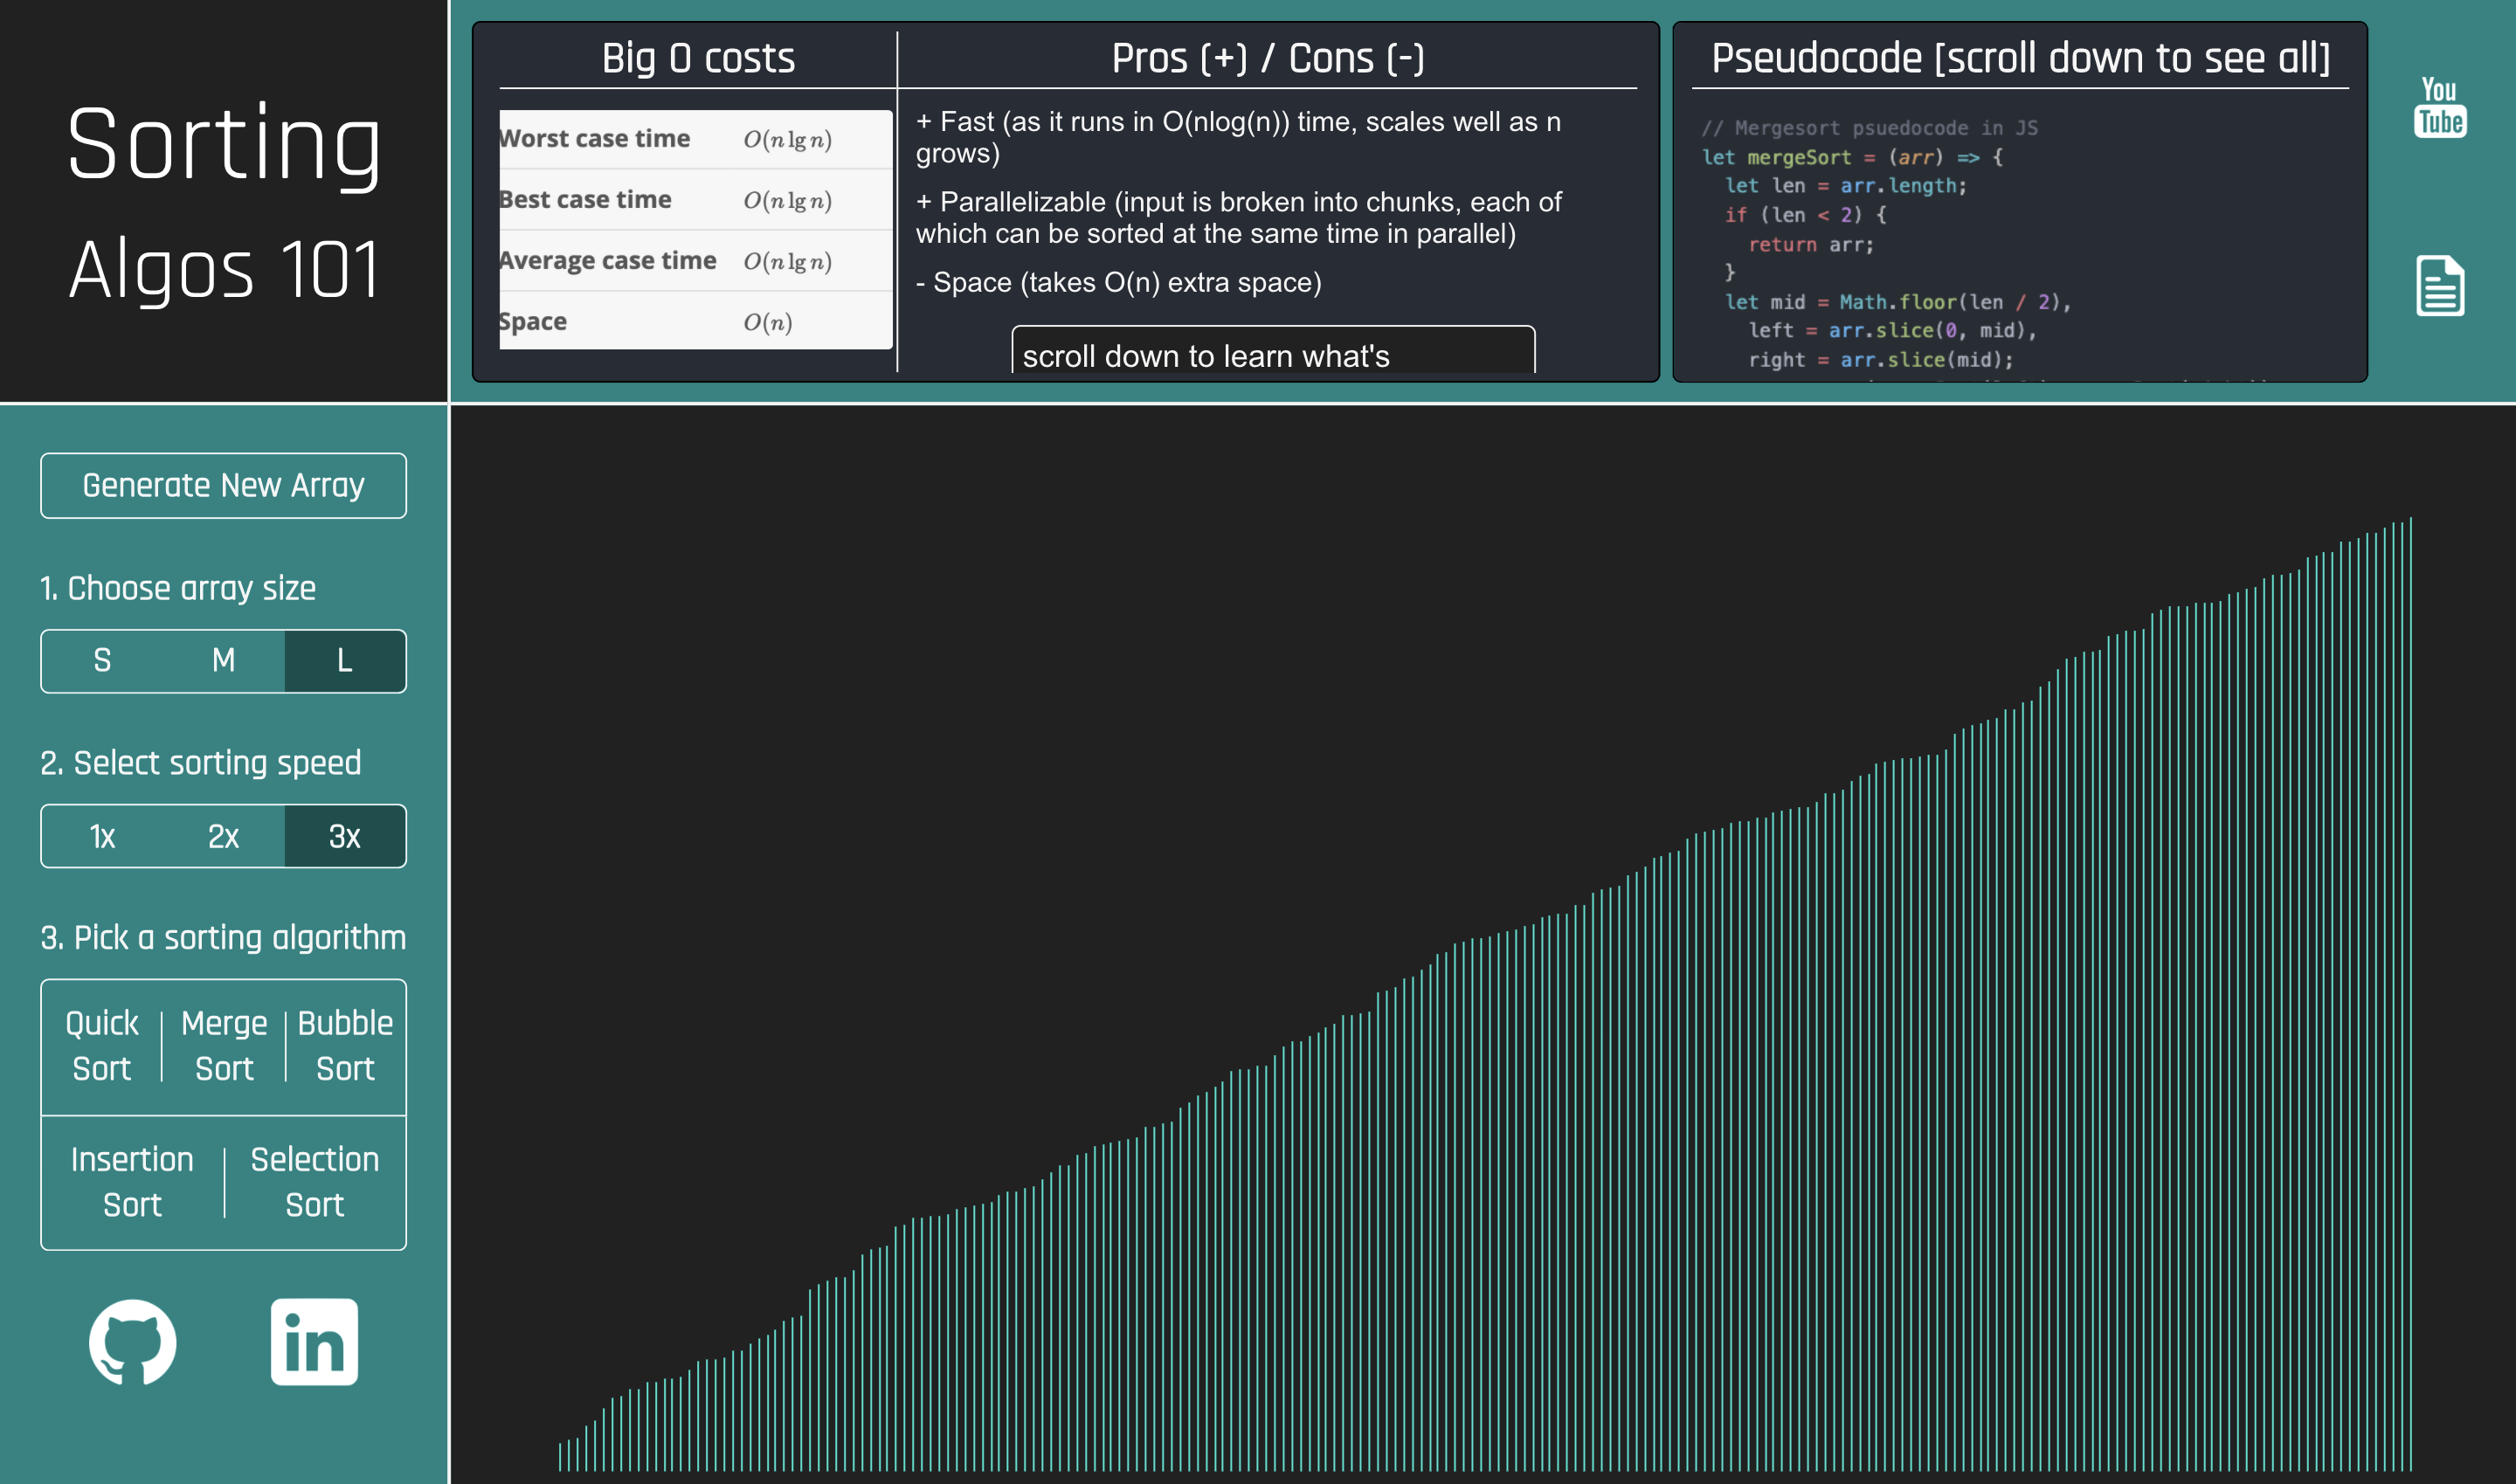 Sorting
Algos 101
Big O costs
Worst case time O(n lg n)
Best case time O(n lg n)
Average case time O(n lg n)
Space O(n)
Pros (+) / Cons (-)
+ Fast (as it runs in O(nlog(n)) time, scales well as n
grows)
+ Parallelizable (input is broken into chunks, each of
which can be sorted at the same time in parallel)
- Space (takes O(n) extra space)
scroll down to learn what's
Pseudocode [scroll down to see all]
// Mergesort psuedocode in JS
let mergeSort = (arr) => {
let len = arr.length;
if (len < 2) {
return arr;
}
let mid = Math.floor(len / 2),
left = arr.slice(0, mid),
right = arr.slice(mid);
You
Tube
Generate New Array
1. Choose array size
S M L
2. Select sorting speed
1x 2x 3x
3. Pick a sorting algorithm
Quick
Sort
Merge
Sort
Bubble
Sort
Insertion
Sort
Selection
Sort
in